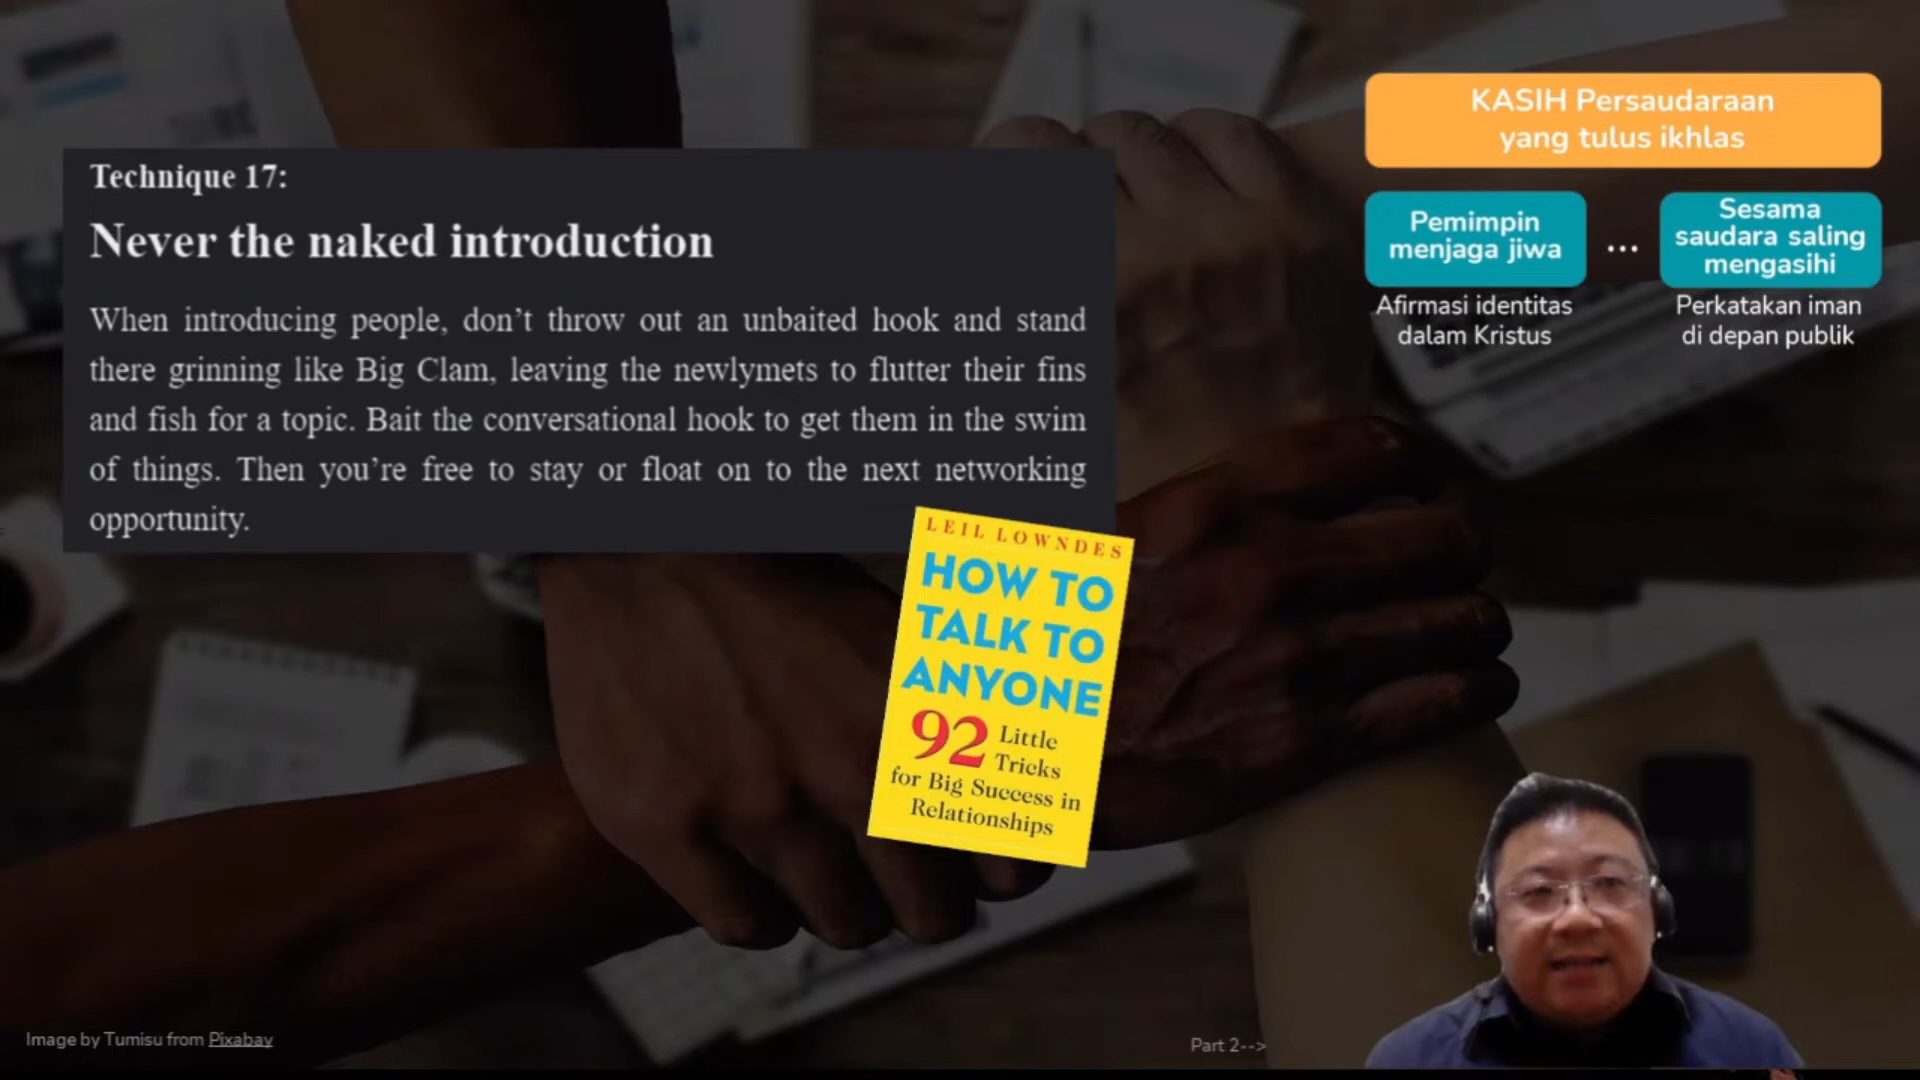 Technique 17:
Never the naked introduction
When introducing people, don't throw out an unbaited hook and stand
there grinning like Big Clam, leaving the newlymets to flutter their fins
and fish for a topic. Bait the conversational hook to get them in the swim
of things. Then you're free to stay or float on to the next networking
opportunity.
LEIL LOWNDES
HOW TO
TALK TO
ANYONE
92 Little
Tricks
for Big Success in
Relationships
KASIH Persaudaraan
yang tulus ikhlas
Pemimpin
menjaga jiwa
...
Sesama
saudara saling
mengasihi
Afirmasi identitas
dalam Kristus
Perkatakan iman
di depan publik
Image by Tumisu from Pixabay
Part 2-->